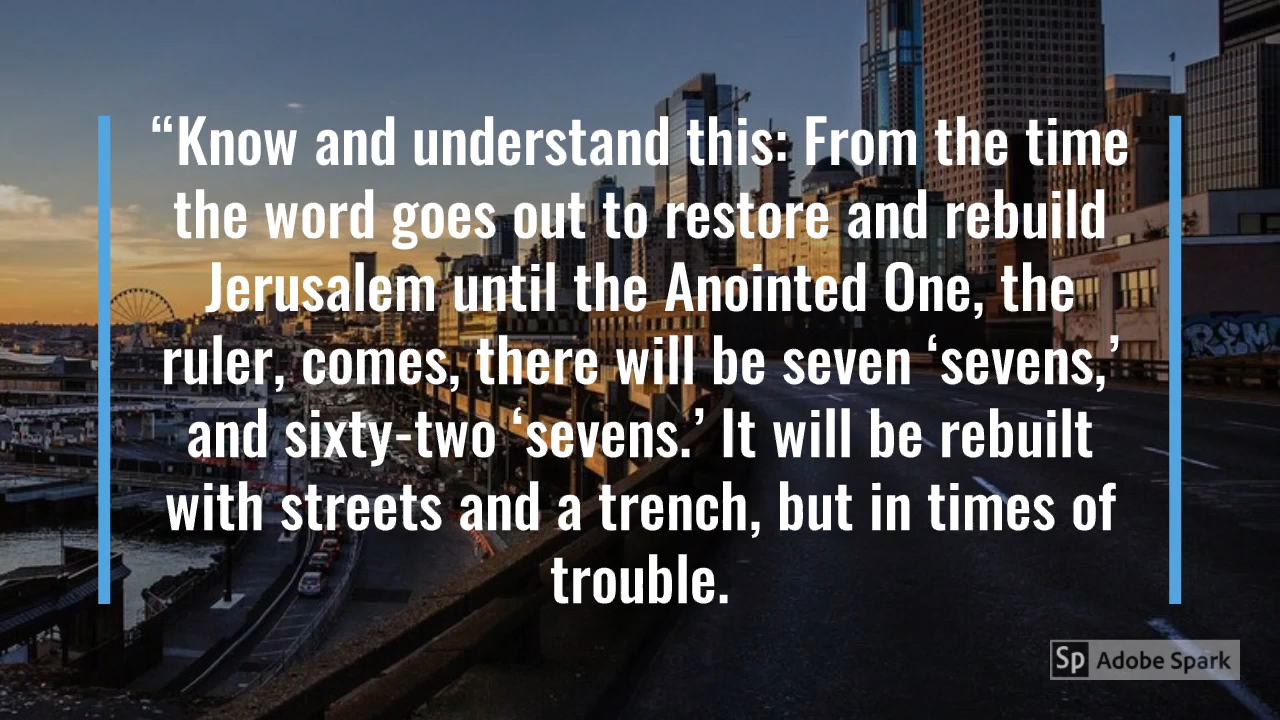 “Know and understand this: From the time
the word goes out to restore and rebuild
Jerusalem until the Anointed One, the
ruler, comes, there will be seven ‘sevens,’
and sixty-two ‘sevens.’ It will be rebuilt
with streets and a trench, but in times of
trouble.
Sp Adobe Spark